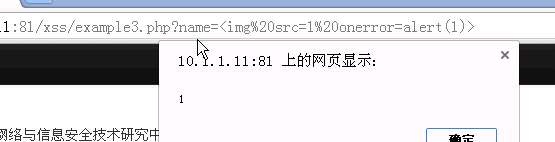 1:81/xss/example3.php?name=<img%20src=1%20onerror=alert(1)>
10.1.1.11:81 上的网页显示:
1
网络与信息安全技术研究中
确定